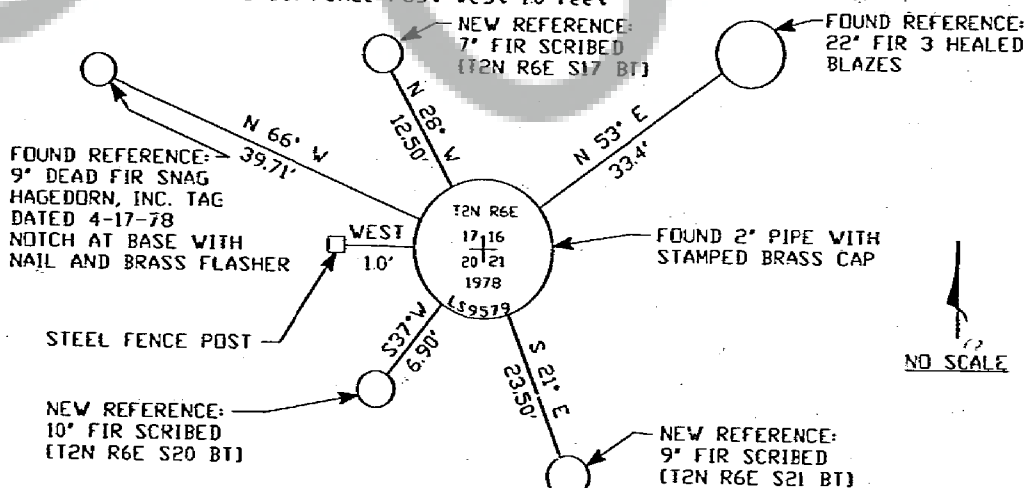 NEW REFERENCE:
7" FIR SCRIBED
[T2N R6E S17 BT]
FOUND REFERENCE:
22" FIR 3 HEALED
BLAZES
N 66° W
39.71'
N 28° W
12.50'
N 53° E
33.4'
FOUND REFERENCE:
9" DEAD FIR SNAG
HAGEDORN, INC. TAG
DATED 4-17-78
NOTCH AT BASE WITH
NAIL AND BRASS FLASHER
WEST
1.0'
T2N R6E
17 16
20 21
1978
LS9579
FOUND 2" PIPE WITH
STAMPED BRASS CAP
STEEL FENCE POST
S37°W
6.90'
S 21° E
23.50'
NO SCALE
NEW REFERENCE:
10" FIR SCRIBED
[T2N R6E S20 BT]
NEW REFERENCE:
9" FIR SCRIBED
[T2N R6E S21 BT]